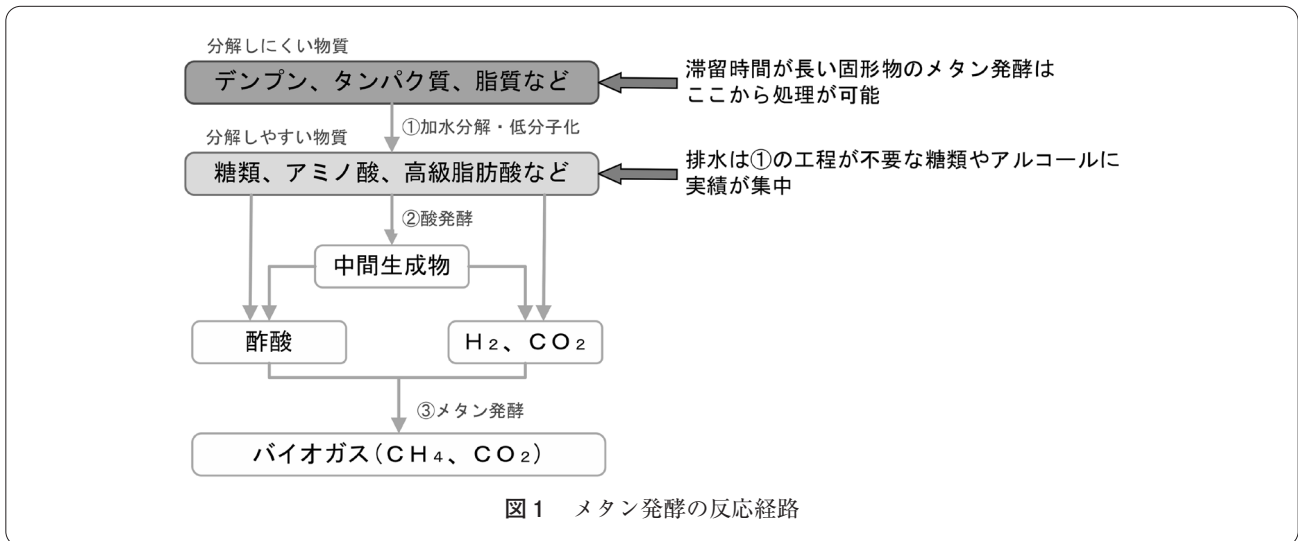 分解しにくい物質
デンプン、タンパク質、脂質など
滞留時間が長い固形物のメタン発酵は
ここから処理が可能
①加水分解・低分子化
分解しやすい物質
糖類、アミノ酸、高級脂肪酸など
排水は①の工程が不要な糖類やアルコールに
実績が集中
②酸発酵
中間生成物
酢酸
H₂、CO₂
③メタン発酵
バイオガス(CH₄、CO₂)
図1 メタン発酵の反応経路